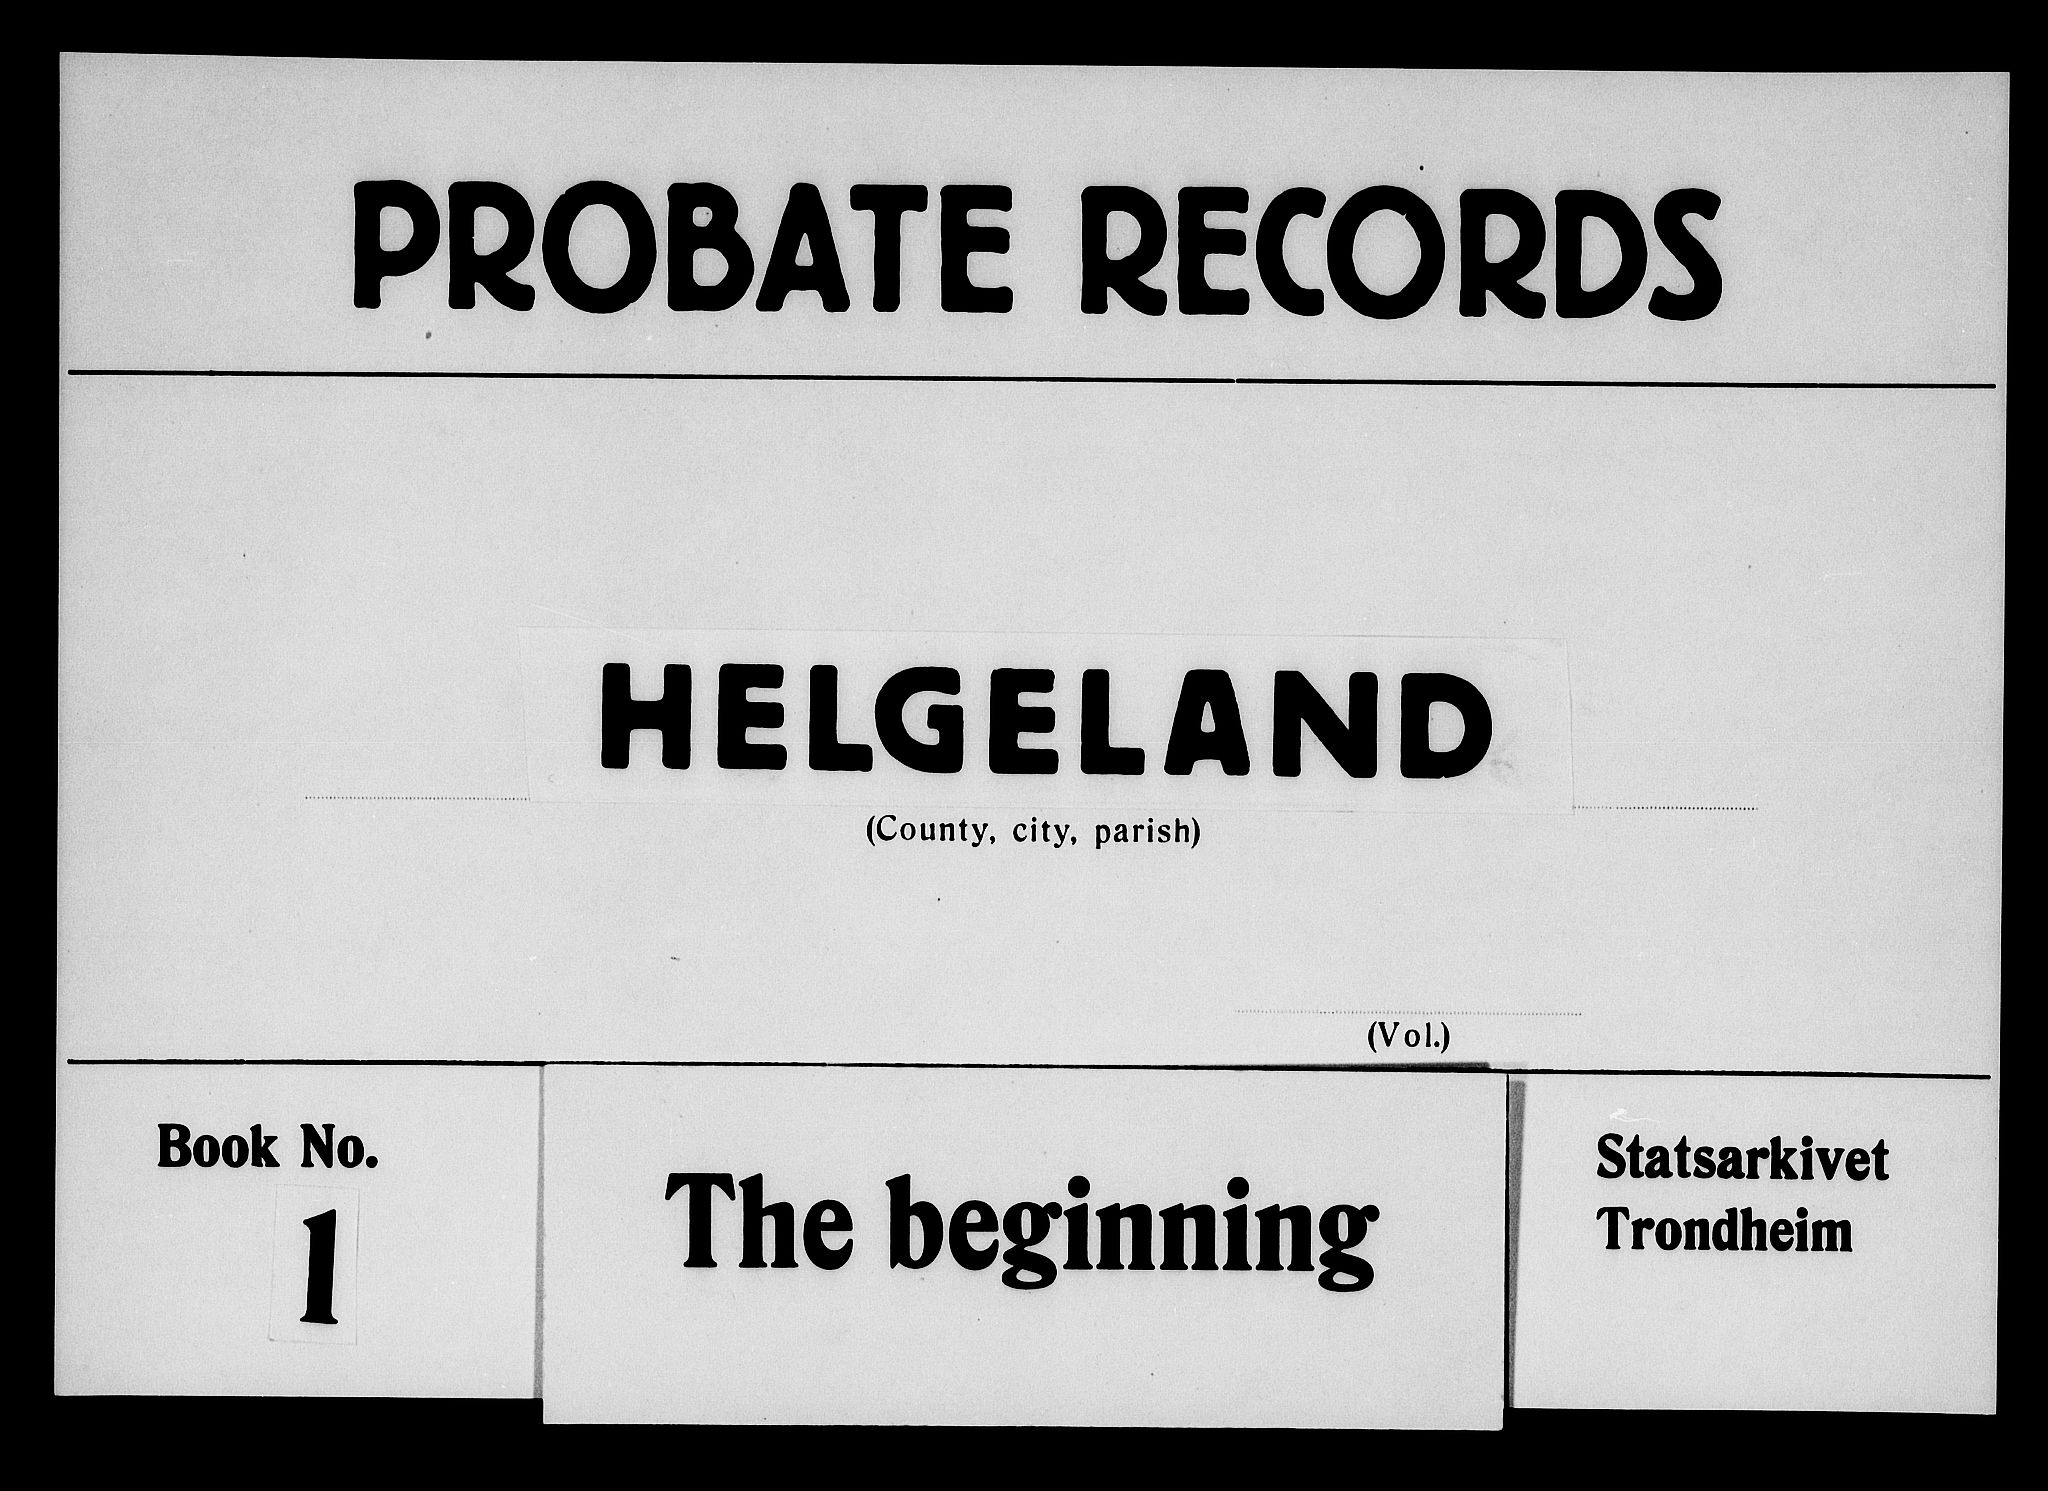 PROBATE RECORDS
HELGELAND
(County, city, parish)
(Vol.)
Book No.
1
The beginning
Statsarkivet
Trondheim